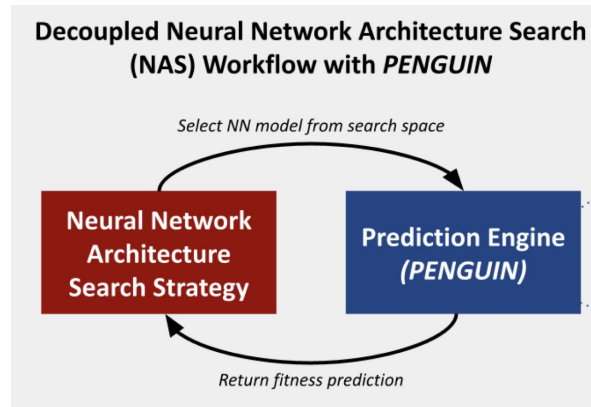 Decoupled Neural Network Architecture Search
(NAS) Workflow with PENGUIN
Select NN model from search space
Neural Network
Architecture
Search Strategy
Prediction Engine
(PENGUIN)
Return fitness prediction